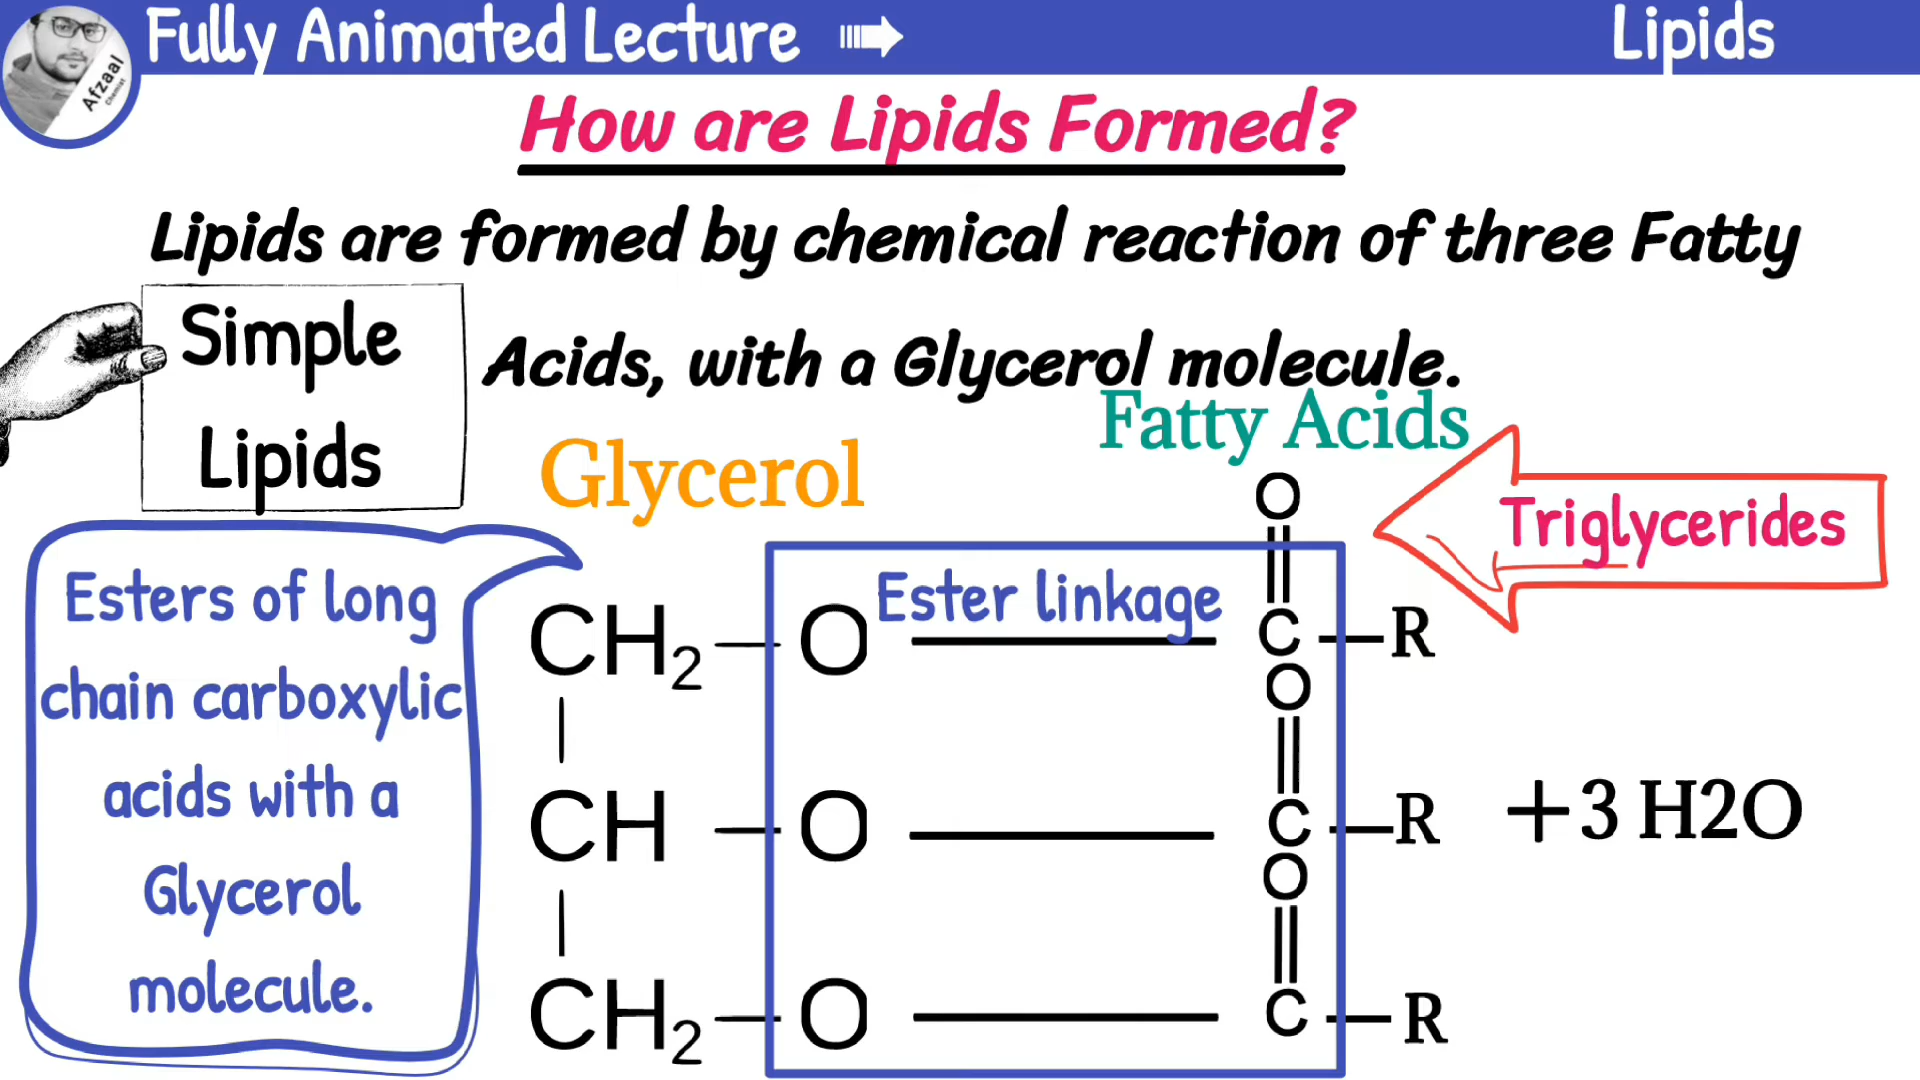 Fully Animated Lecture
Lipids
Afzaal
Chemist
How are Lipids Formed?
Lipids are formed by chemical reaction of three Fatty
Acids, with a Glycerol molecule.
Simple
Lipids
Glycerol
Fatty Acids
Triglycerides
Esters of long
chain carboxylic
acids with a
Glycerol
molecule.
Ester linkage
O
CH₂ — O — C — R
O
CH — O — C — R
+3 H2O
O
CH₂ — O — C — R